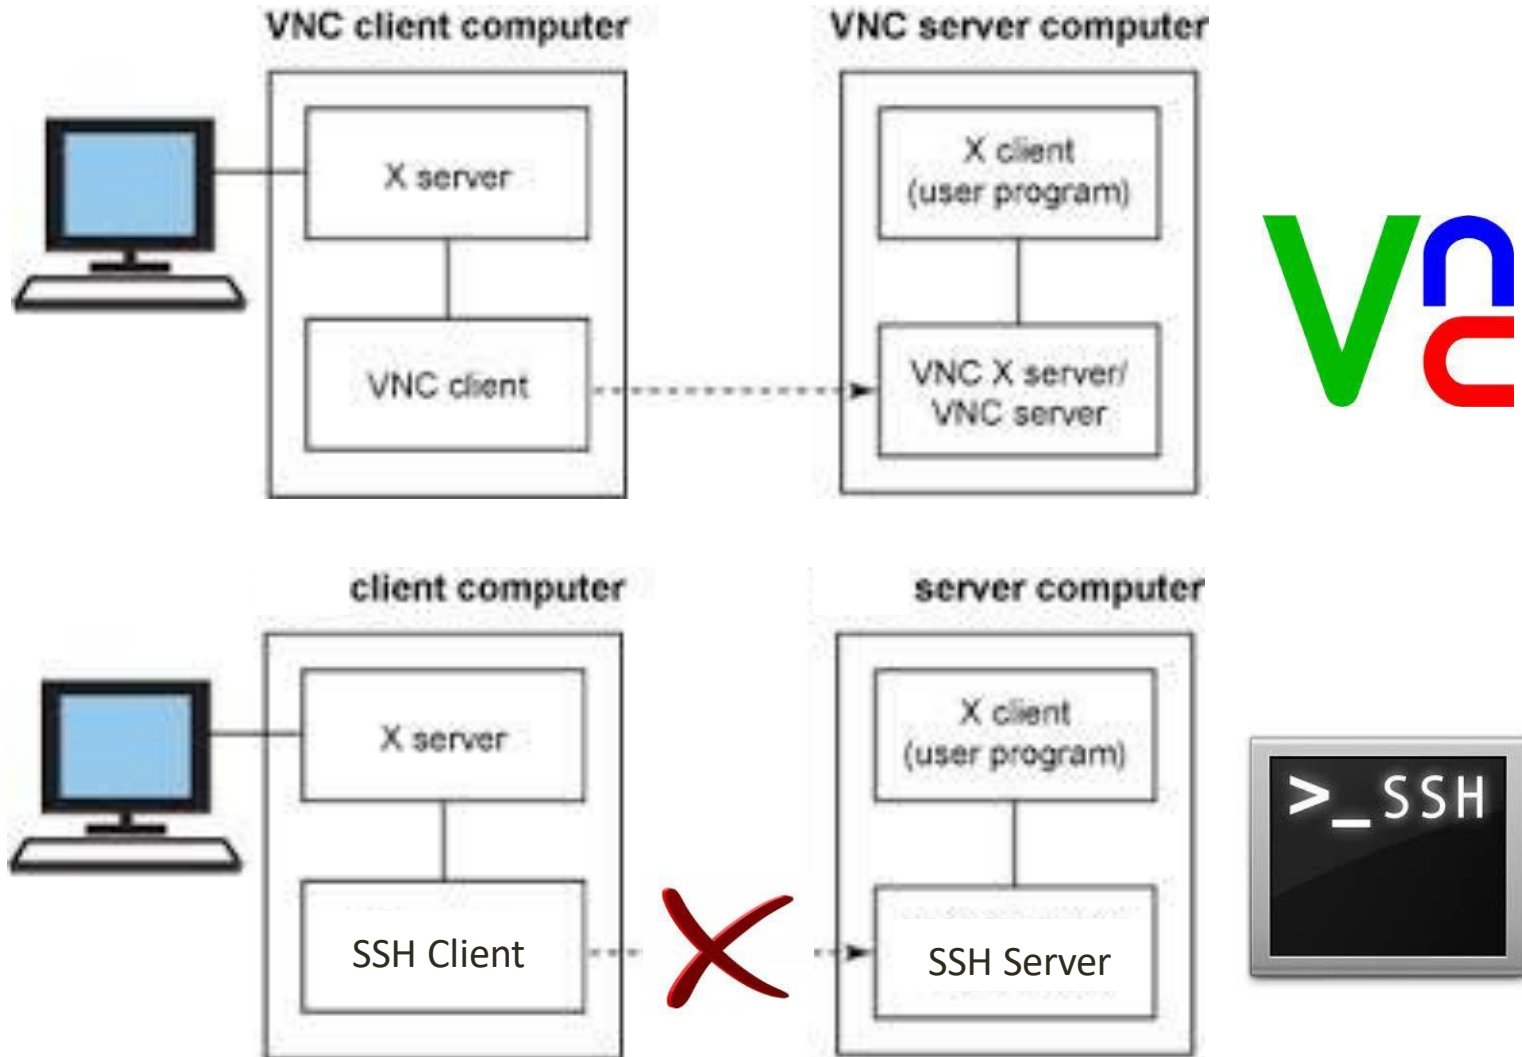 VNC client computer
VNC server computer
X server
X client
(user program)
VNC client
VNC X server/
VNC server
Vnc
client computer
server computer
X server
X client
(user program)
SSH Client
SSH Server
>_SSH